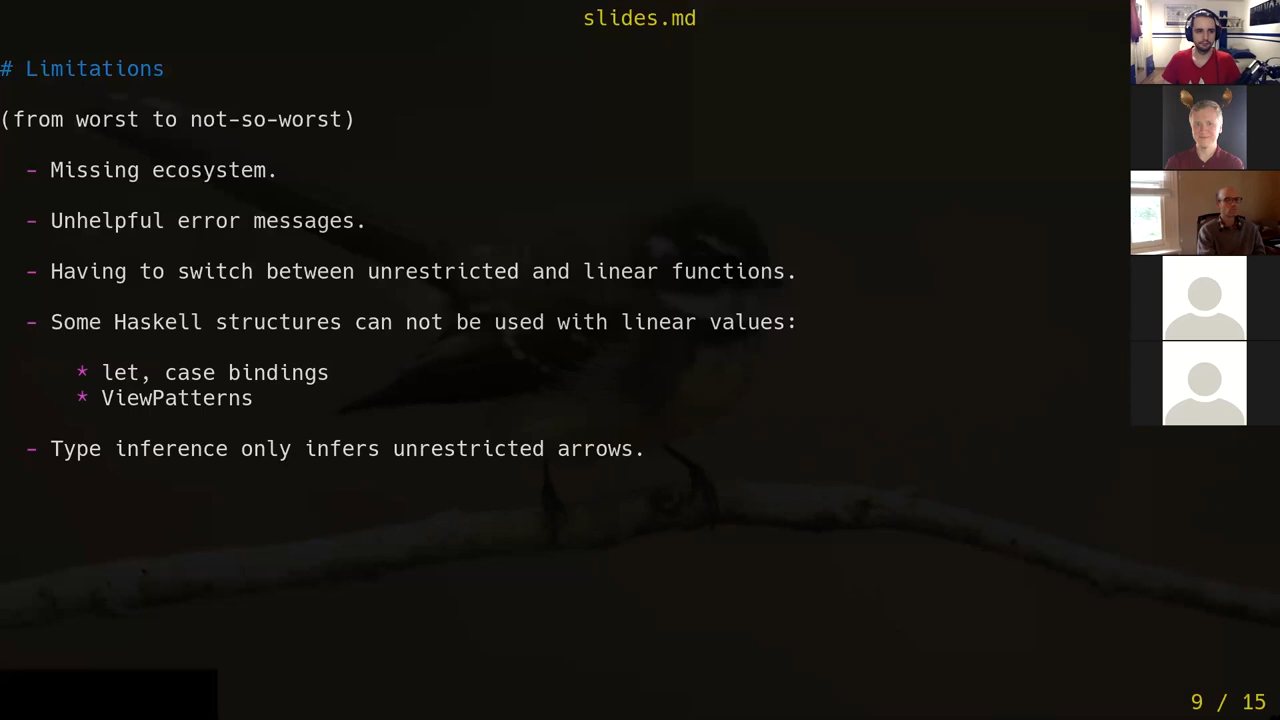 slides.md
# Limitations
(from worst to not-so-worst)
- Missing ecosystem.
- Unhelpful error messages.
- Having to switch between unrestricted and linear functions.
- Some Haskell structures can not be used with linear values:
* let, case bindings
* ViewPatterns
- Type inference only infers unrestricted arrows.
9 / 15